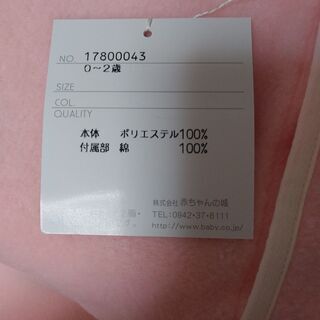 NO. 17800043
0〜2歳
SIZE
COL.
QUALITY
本体 ポリエステル100%
付属部 綿 100%
株式会社 赤ちゃんの城
TEL:0942・37・8111
http://www.baby.co.jp/